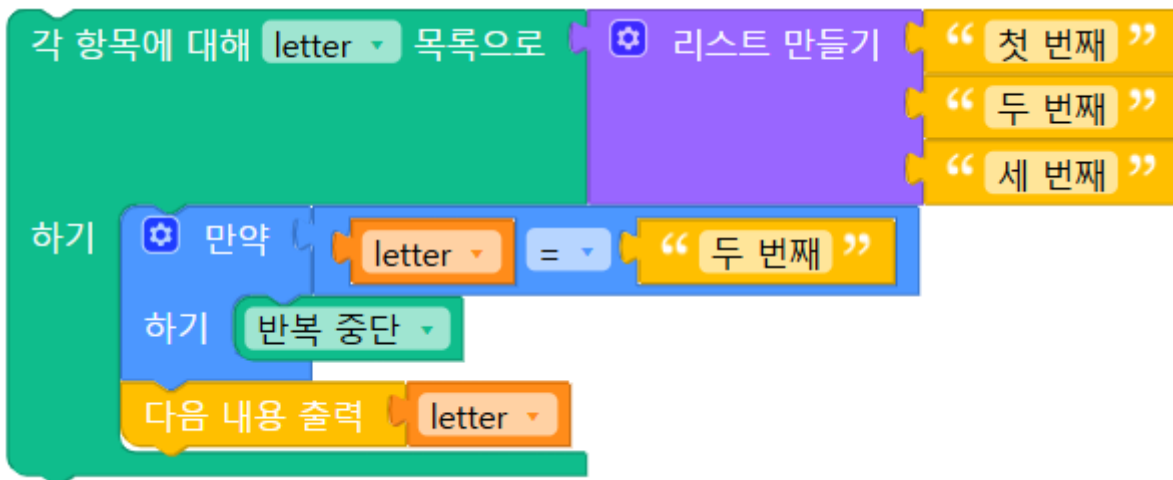 각 항목에 대해 letter 목록으로 리스트 만들기 “ 첫 번째 ”
“ 두 번째 ”
“ 세 번째 ”
하기 만약 letter = “ 두 번째 ”
하기 반복 중단
다음 내용 출력 letter